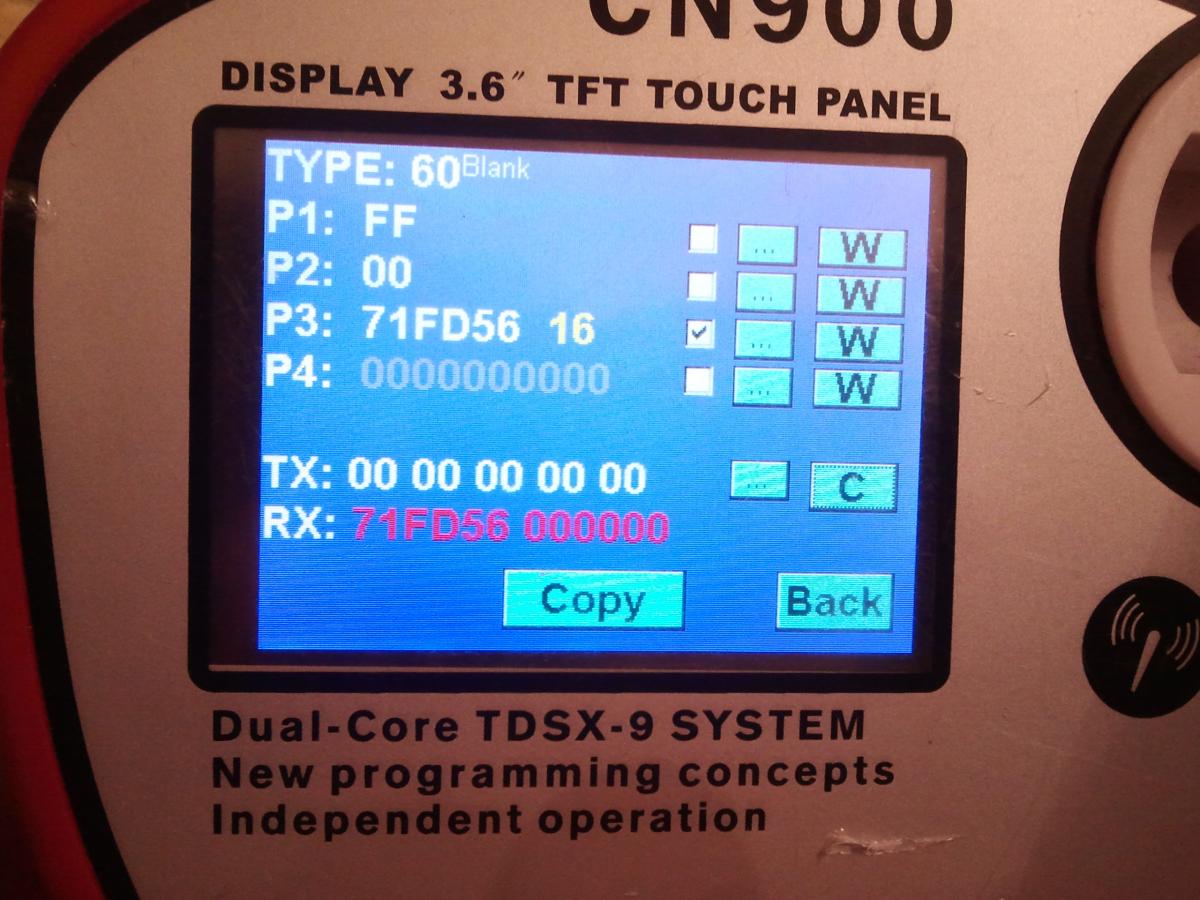 CN900
DISPLAY 3.6″ TFT TOUCH PANEL
TYPE: 60 Blank
P1: FF ... W
P2: 00 ... W
P3: 71FD56 16 ... W
P4: 0000000000 ... W
TX: 00 00 00 00 00 ... C
RX: 71FD56 000000
Copy Back
Dual-Core TDSX-9 SYSTEM
New programming concepts
Independent operation